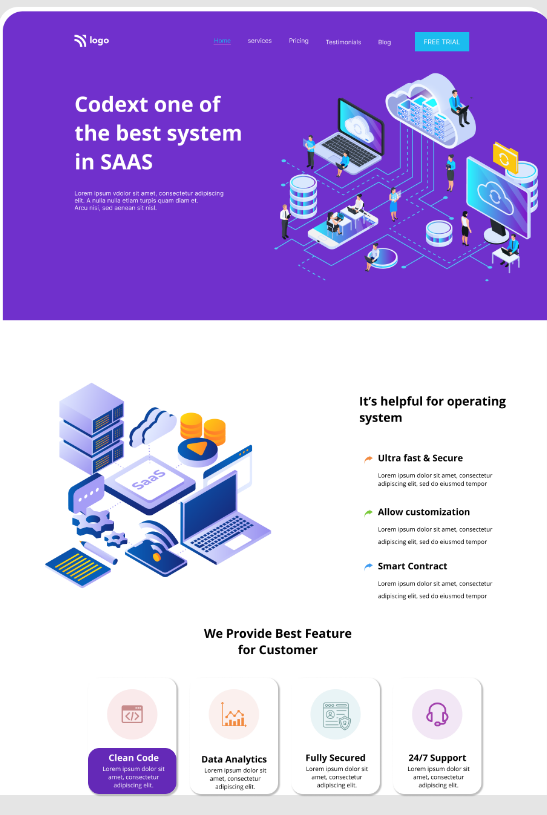 logo
Home services Pricing Testimonials Blog FREE TRIAL
Codext one of
the best system
in SAAS
Lorem ipsum vdolor sit amet, consectetur adipiscing
elit. A nulla nulla etiam turpis quam diam et.
Arcu nisi, sed aenean sit nisl.
SaaS
It's helpful for operating
system
Ultra fast & Secure
Lorem ipsum dolor sit amet, consectetur
adipiscing elit, sed do eiusmod tempor
Allow customization
Lorem ipsum dolor sit amet, consectetur
adipiscing elit, sed do eiusmod tempor
Smart Contract
Lorem ipsum dolor sit amet, consectetur
adipiscing elit, sed do eiusmod tempor
We Provide Best Feature
for Customer
Clean Code
Lorem ipsum dolor sit
amet, consectetur
adipiscing elit.
Data Analytics
Lorem ipsum dolor sit
amet, consectetur
adipiscing elit.
Fully Secured
Lorem ipsum dolor sit
amet, consectetur
adipiscing elit.
24/7 Support
Lorem ipsum dolor sit
amet, consectetur
adipiscing elit.